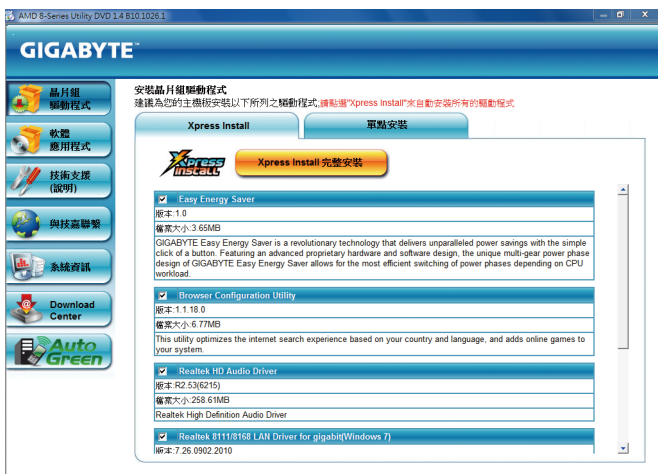 AMD 8-Series Utility DVD 1.4 B10.1026.1
GIGABYTE™
晶片組
驅動程式
軟體
應用程式
技術支援
(說明)
與技嘉聯繫
系統資訊
Download
Center
Auto
Green
安裝晶片組驅動程式
建議為您的主機板安裝以下所列之驅動程式;請點選"Xpress Install"來自動安裝所有的驅動程式
Xpress Install
單點安裝
Xpress
INSTALL
Xpress Install 完整安裝
Easy Energy Saver
版本:1.0
檔案大小:3.65MB
GIGABYTE Easy Energy Saver is a revolutionary technology that delivers unparalleled power savings with the simple
click of a button. Featuring an advanced proprietary hardware and software design, the unique multi-gear power phase
design of GIGABYTE Easy Energy Saver allows for the most efficient switching of power phases depending on CPU
workload.
Browser Configuration Utility
版本:1.1.18.0
檔案大小:6.77MB
This utility optimizes the internet search experience based on your country and language, and adds online games to
your system.
Realtek HD Audio Driver
版本:R2.53(6215)
檔案大小:258.61MB
Realtek High Definition Audio Driver
Realtek 8111/8168 LAN Driver for gigabit(Windows 7)
版本:7.26.0902.2010